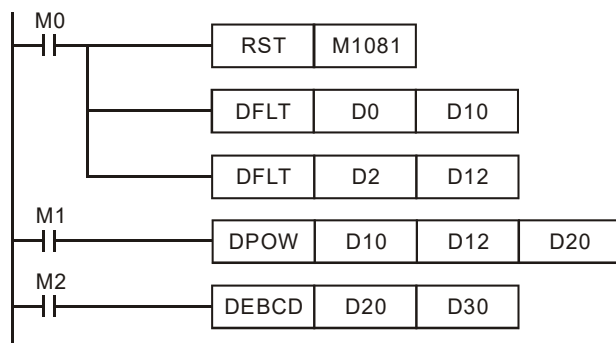 M0
RST M1081
DFLT D0 D10
DFLT D2 D12
M1
DPOW D10 D12 D20
M2
DEBCD D20 D30